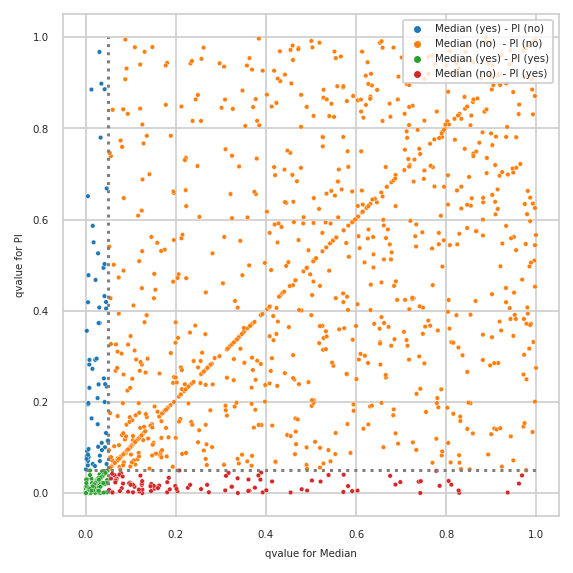 Median (yes) - PI (no)
Median (no)  - PI (no)
Median (yes) - PI (yes)
Median (no)  - PI (yes)
1.0
0.8
0.6
0.4
0.2
0.0
qvalue for PI
0.0 0.2 0.4 0.6 0.8 1.0
qvalue for Median